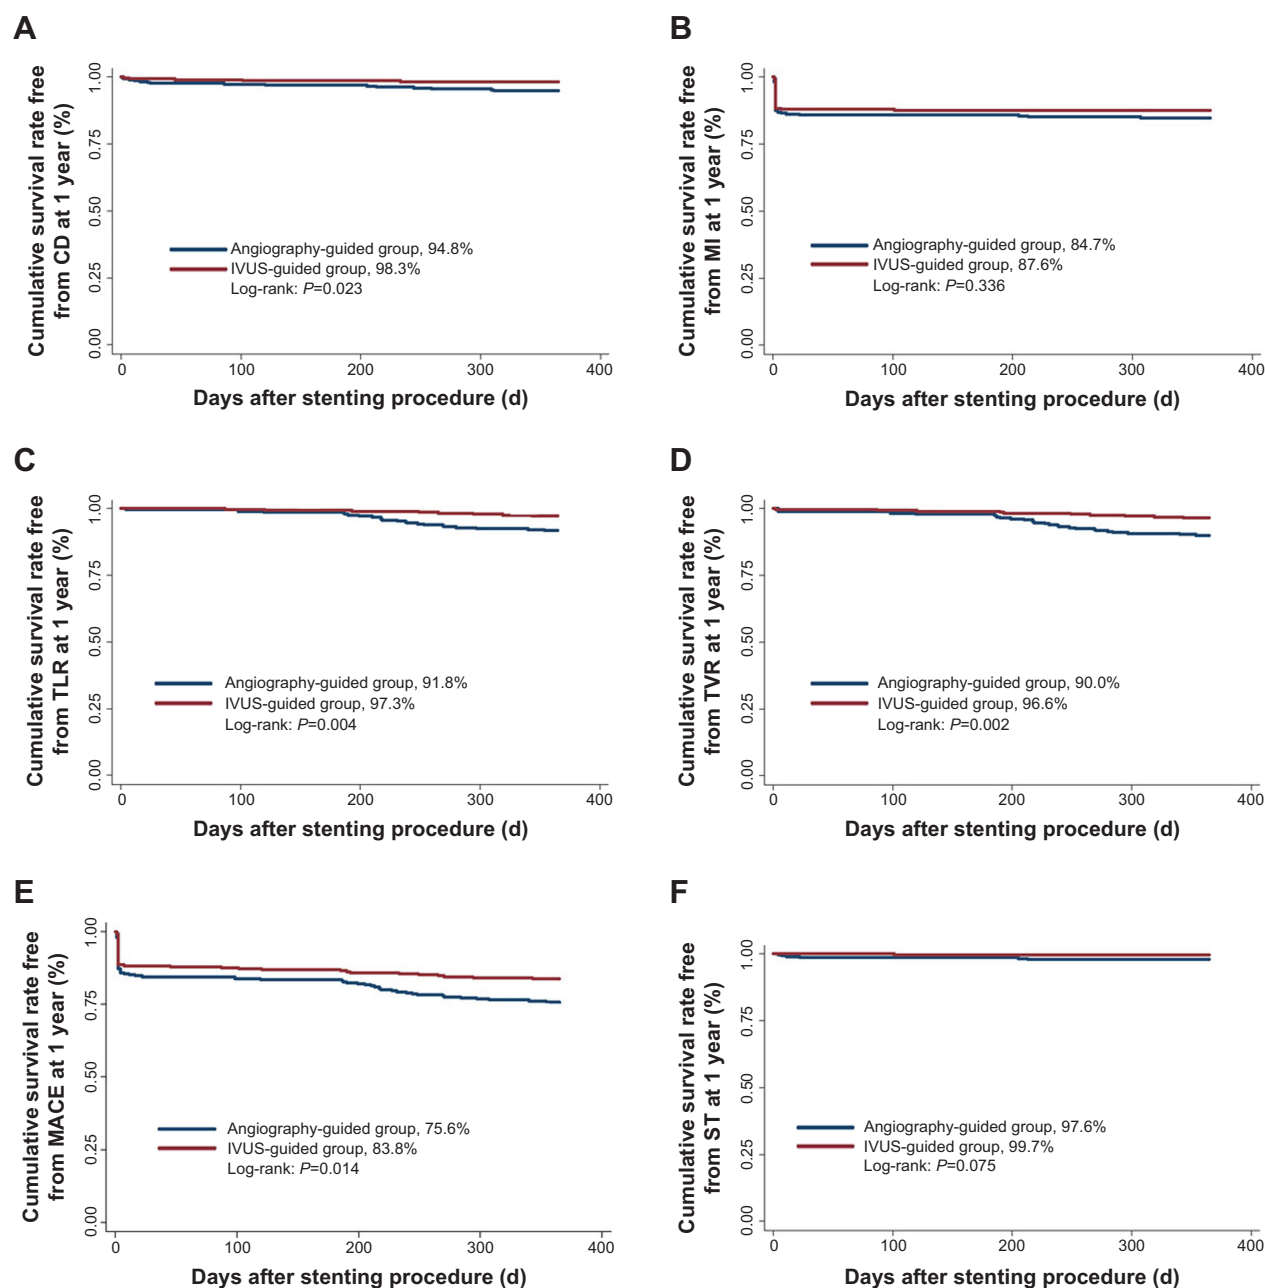 A
Cumulative survival rate free
from CD at 1 year (%)
1.00
0.75
0.50
0.25
0.00
Angiography-guided group, 94.8%
IVUS-guided group, 98.3%
Log-rank: P=0.023
0 100 200 300 400
Days after stenting procedure (d)
B
Cumulative survival rate free
from MI at 1 year (%)
1.00
0.75
0.50
0.25
0.00
Angiography-guided group, 84.7%
IVUS-guided group, 87.6%
Log-rank: P=0.336
0 100 200 300 400
Days after stenting procedure (d)
C
Cumulative survival rate free
from TLR at 1 year (%)
1.00
0.75
0.50
0.25
0.00
Angiography-guided group, 91.8%
IVUS-guided group, 97.3%
Log-rank: P=0.004
0 100 200 300 400
Days after stenting procedure (d)
D
Cumulative survival rate free
from TVR at 1 year (%)
1.00
0.75
0.50
0.25
0.00
Angiography-guided group, 90.0%
IVUS-guided group, 96.6%
Log-rank: P=0.002
0 100 200 300 400
Days after stenting procedure (d)
E
Cumulative survival rate free
from MACE at 1 year (%)
1.00
0.75
0.50
0.25
0.00
Angiography-guided group, 75.6%
IVUS-guided group, 83.8%
Log-rank: P=0.014
0 100 200 300 400
Days after stenting procedure (d)
F
Cumulative survival rate free
from ST at 1 year (%)
1.00
0.75
0.50
0.25
0.00
Angiography-guided group, 97.6%
IVUS-guided group, 99.7%
Log-rank: P=0.075
0 100 200 300 400
Days after stenting procedure (d)